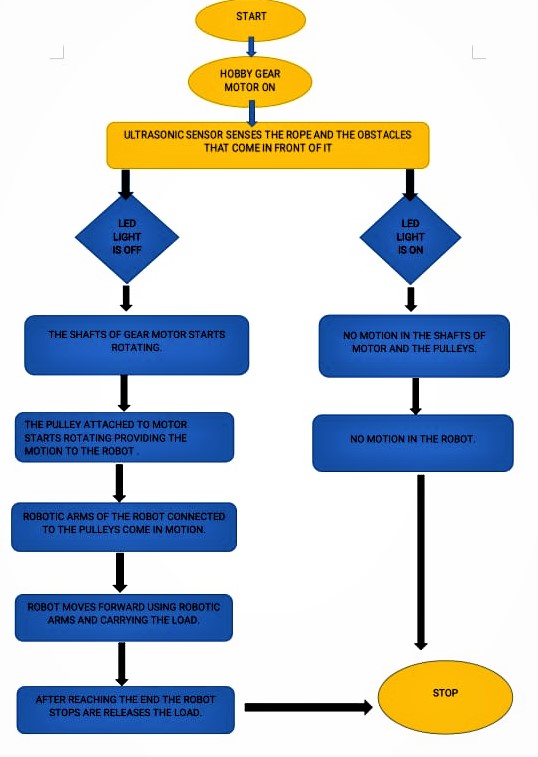 START
HOBBY GEAR
MOTOR ON
ULTRASONIC SENSOR SENSES THE ROPE AND THE OBSTACLES
THAT COME IN FRONT OF IT
LED
LIGHT
IS OFF
LED
LIGHT
IS ON
THE SHAFTS OF GEAR MOTOR STARTS
ROTATING.
NO MOTION IN THE SHAFTS OF
MOTOR AND THE PULLEYS.
THE PULLEY ATTACHED TO MOTOR
STARTS ROTATING PROVIDING THE
MOTION TO THE ROBOT .
NO MOTION IN THE ROBOT.
ROBOTIC ARMS OF THE ROBOT CONNECTED
TO THE PULLEYS COME IN MOTION.
ROBOT MOVES FORWARD USING ROBOTIC
ARMS AND CARRYING THE LOAD.
AFTER REACHING THE END THE ROBOT
STOPS ARE RELEASES THE LOAD.
STOP